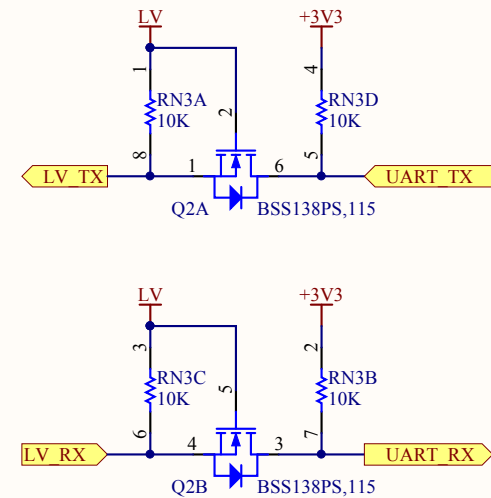 LV +3V3
1 4
RN3A RN3D
10K 10K
2
8 5
LV_TX 1 6 UART_TX
Q2A BSS138PS,115
LV +3V3
3 2
RN3C RN3B
10K 10K
5
6 7
LV_RX 4 3 UART_RX
Q2B BSS138PS,115